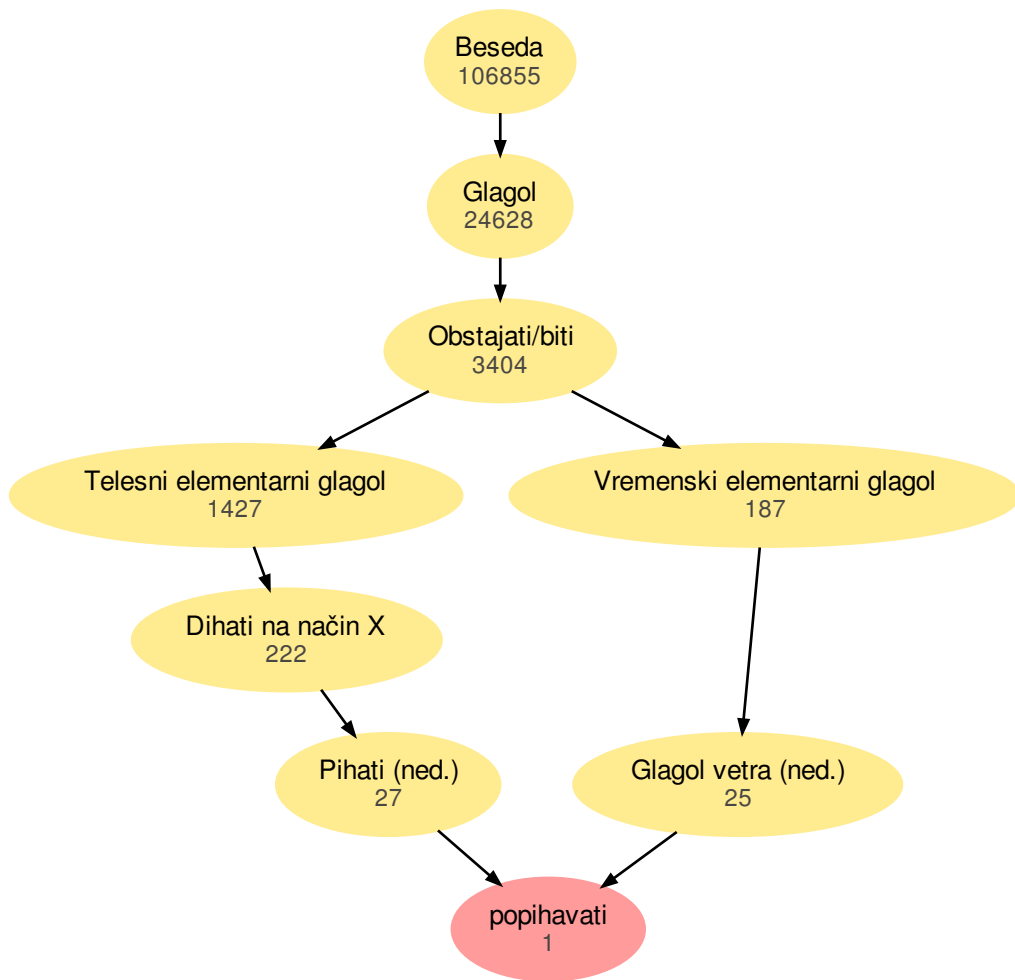 Beseda
106855
Glagol
24628
Obstajati/biti
3404
Telesni elementarni glagol
1427
Vremenski elementarni glagol
187
Dihati na način X
222
Pihati (ned.)
27
Glagol vetra (ned.)
25
popihavati
1